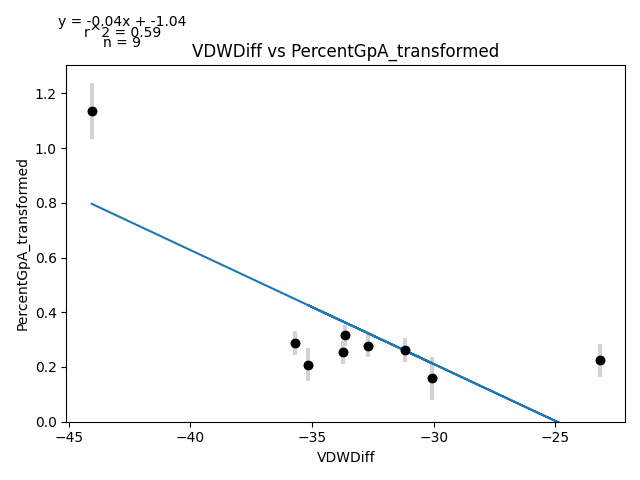 y = -0.04x + -1.04
r^2 = 0.59
n = 9
VDWDiff vs PercentGpA_transformed
PercentGpA_transformed
1.2
1.0
0.8
0.6
0.4
0.2
0.0
−45
−40
−35
−30
−25
VDWDiff